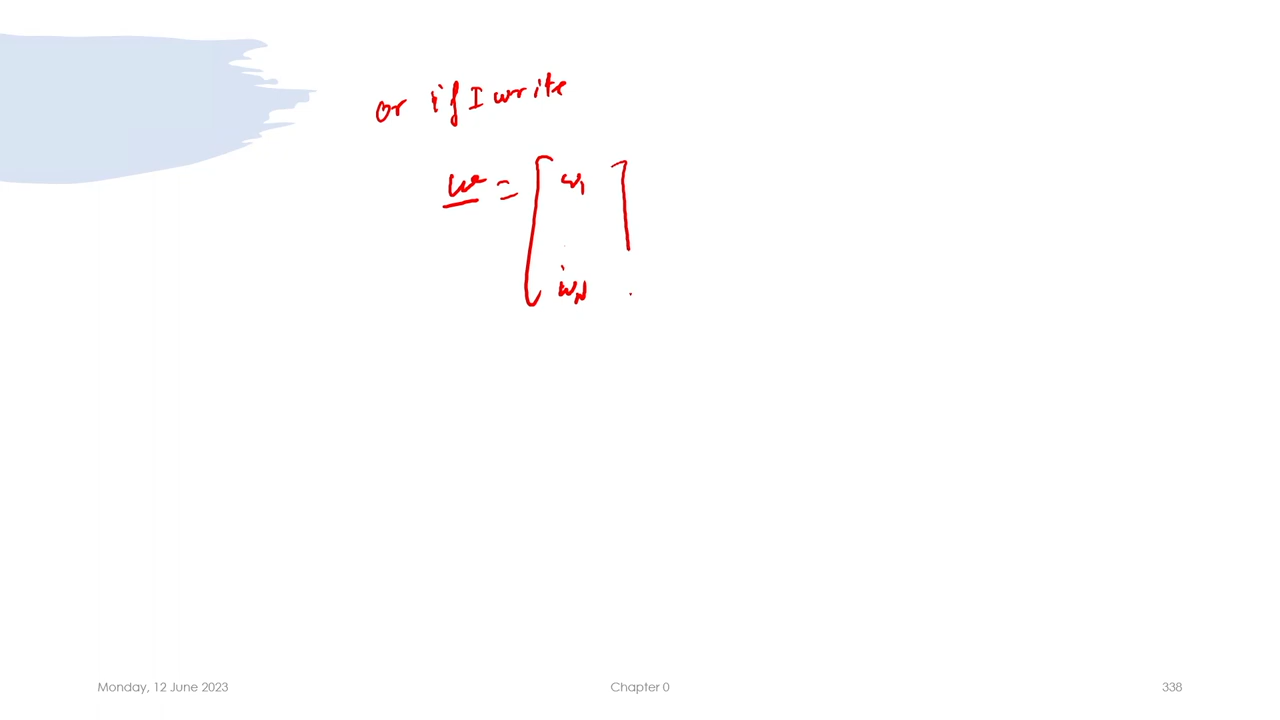 or if I write
w = [ w1
.
wN ]
Monday, 12 June 2023 Chapter 0 338